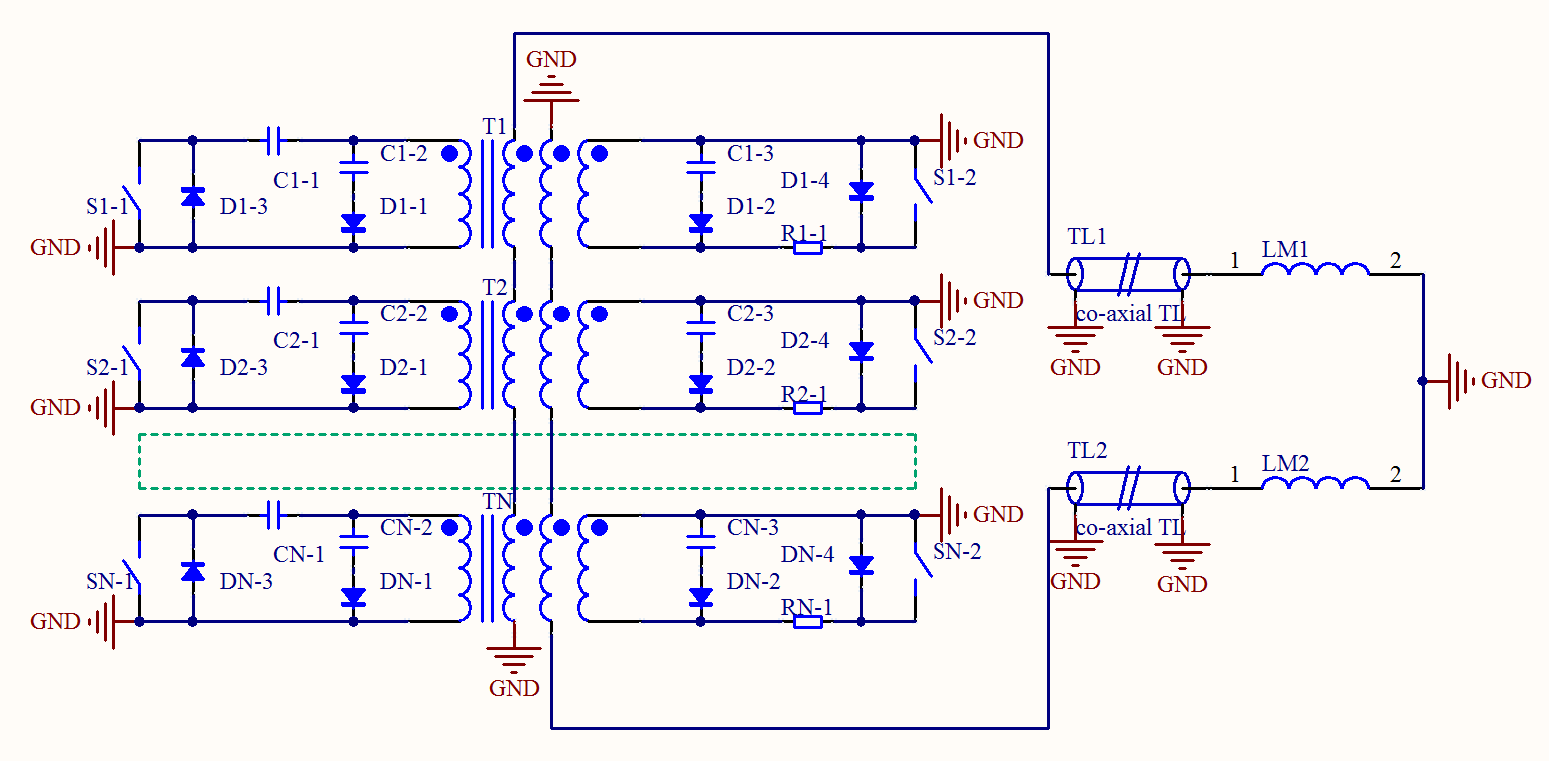 GND
T1
C1-2
C1-3
GND
C1-1
D1-4
S1-2
S1-1
D1-3
D1-1
D1-2
R1-1
GND
TL1
LM1
1
2
T2
GND
C2-2
C2-3
co-axial TL
C2-1
D2-4
S2-2
S2-1
D2-3
D2-1
D2-2
GND
GND
R2-1
GND
GND
TL2
LM2
1
2
TN
GND
CN-2
CN-3
co-axial TL
CN-1
DN-4
SN-2
SN-1
DN-3
DN-1
DN-2
GND
GND
RN-1
GND
GND